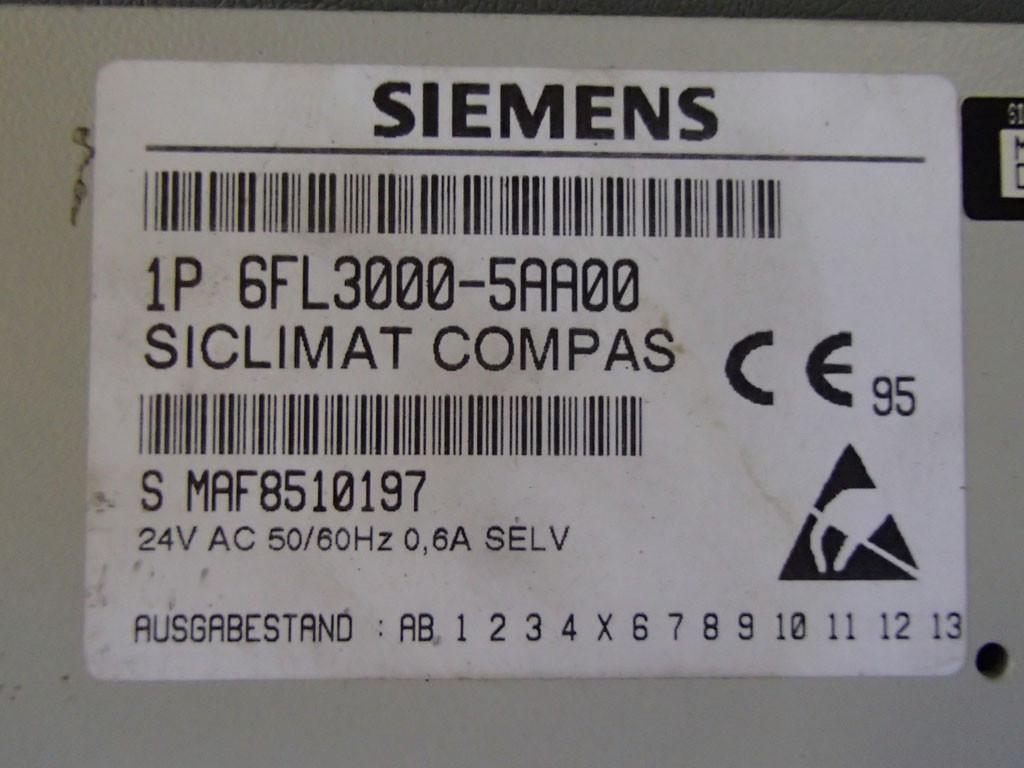 SIEMENS
1P 6FL3000-5AA00
SICLIMAT COMPAS
CE 95
S MAF8510197
24V AC 50/60Hz 0,6A SELV
AUSGABESTAND : AB 1 2 3 4 X 6 7 8 9 10 11 12 13